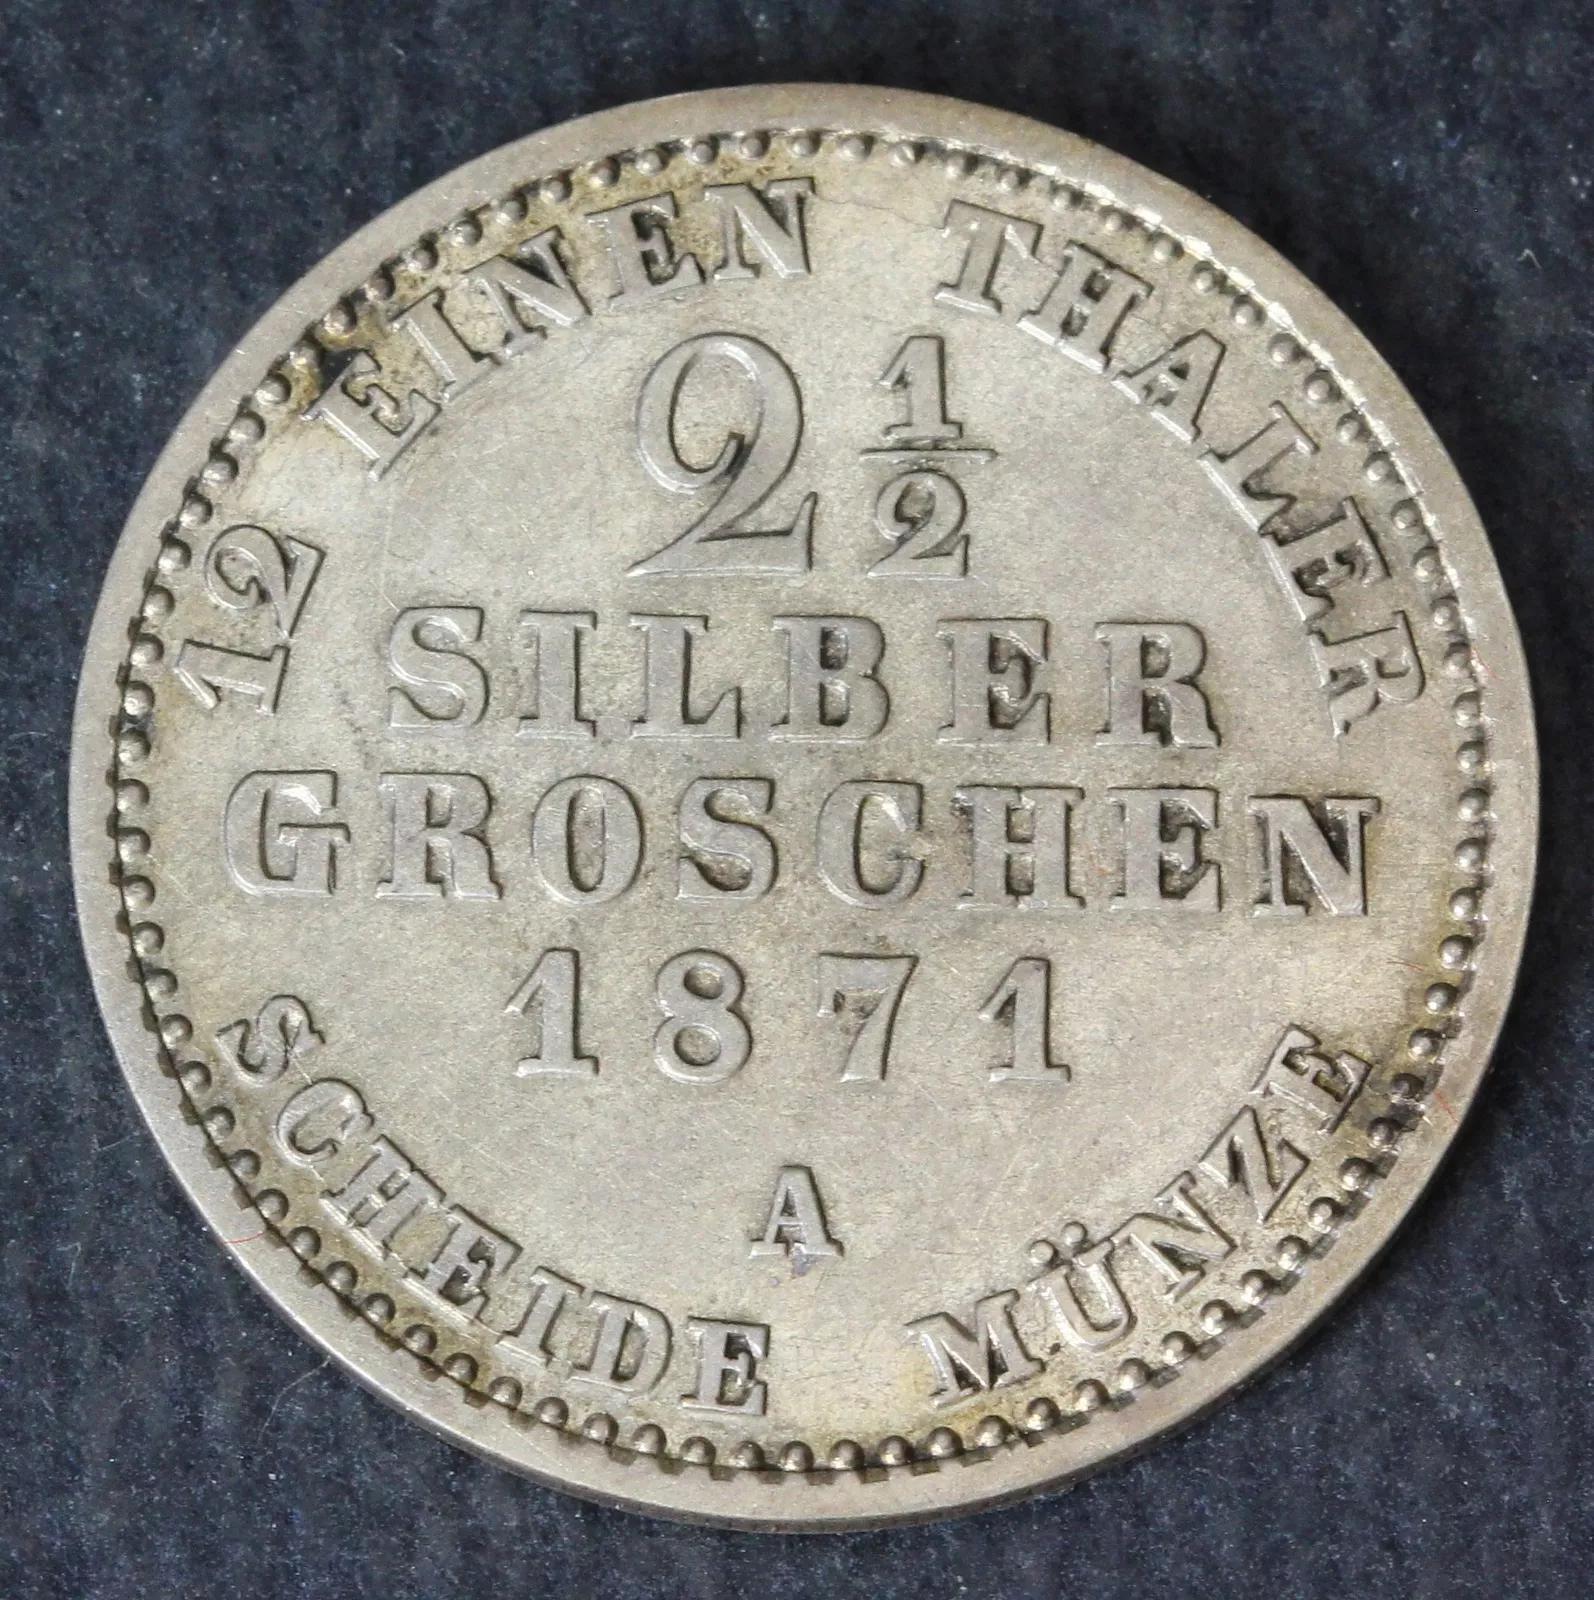 12 EINEN THALER
2 1/2
SILBER
GROSCHEN
1871
A
SCHEIDE MÜNZE